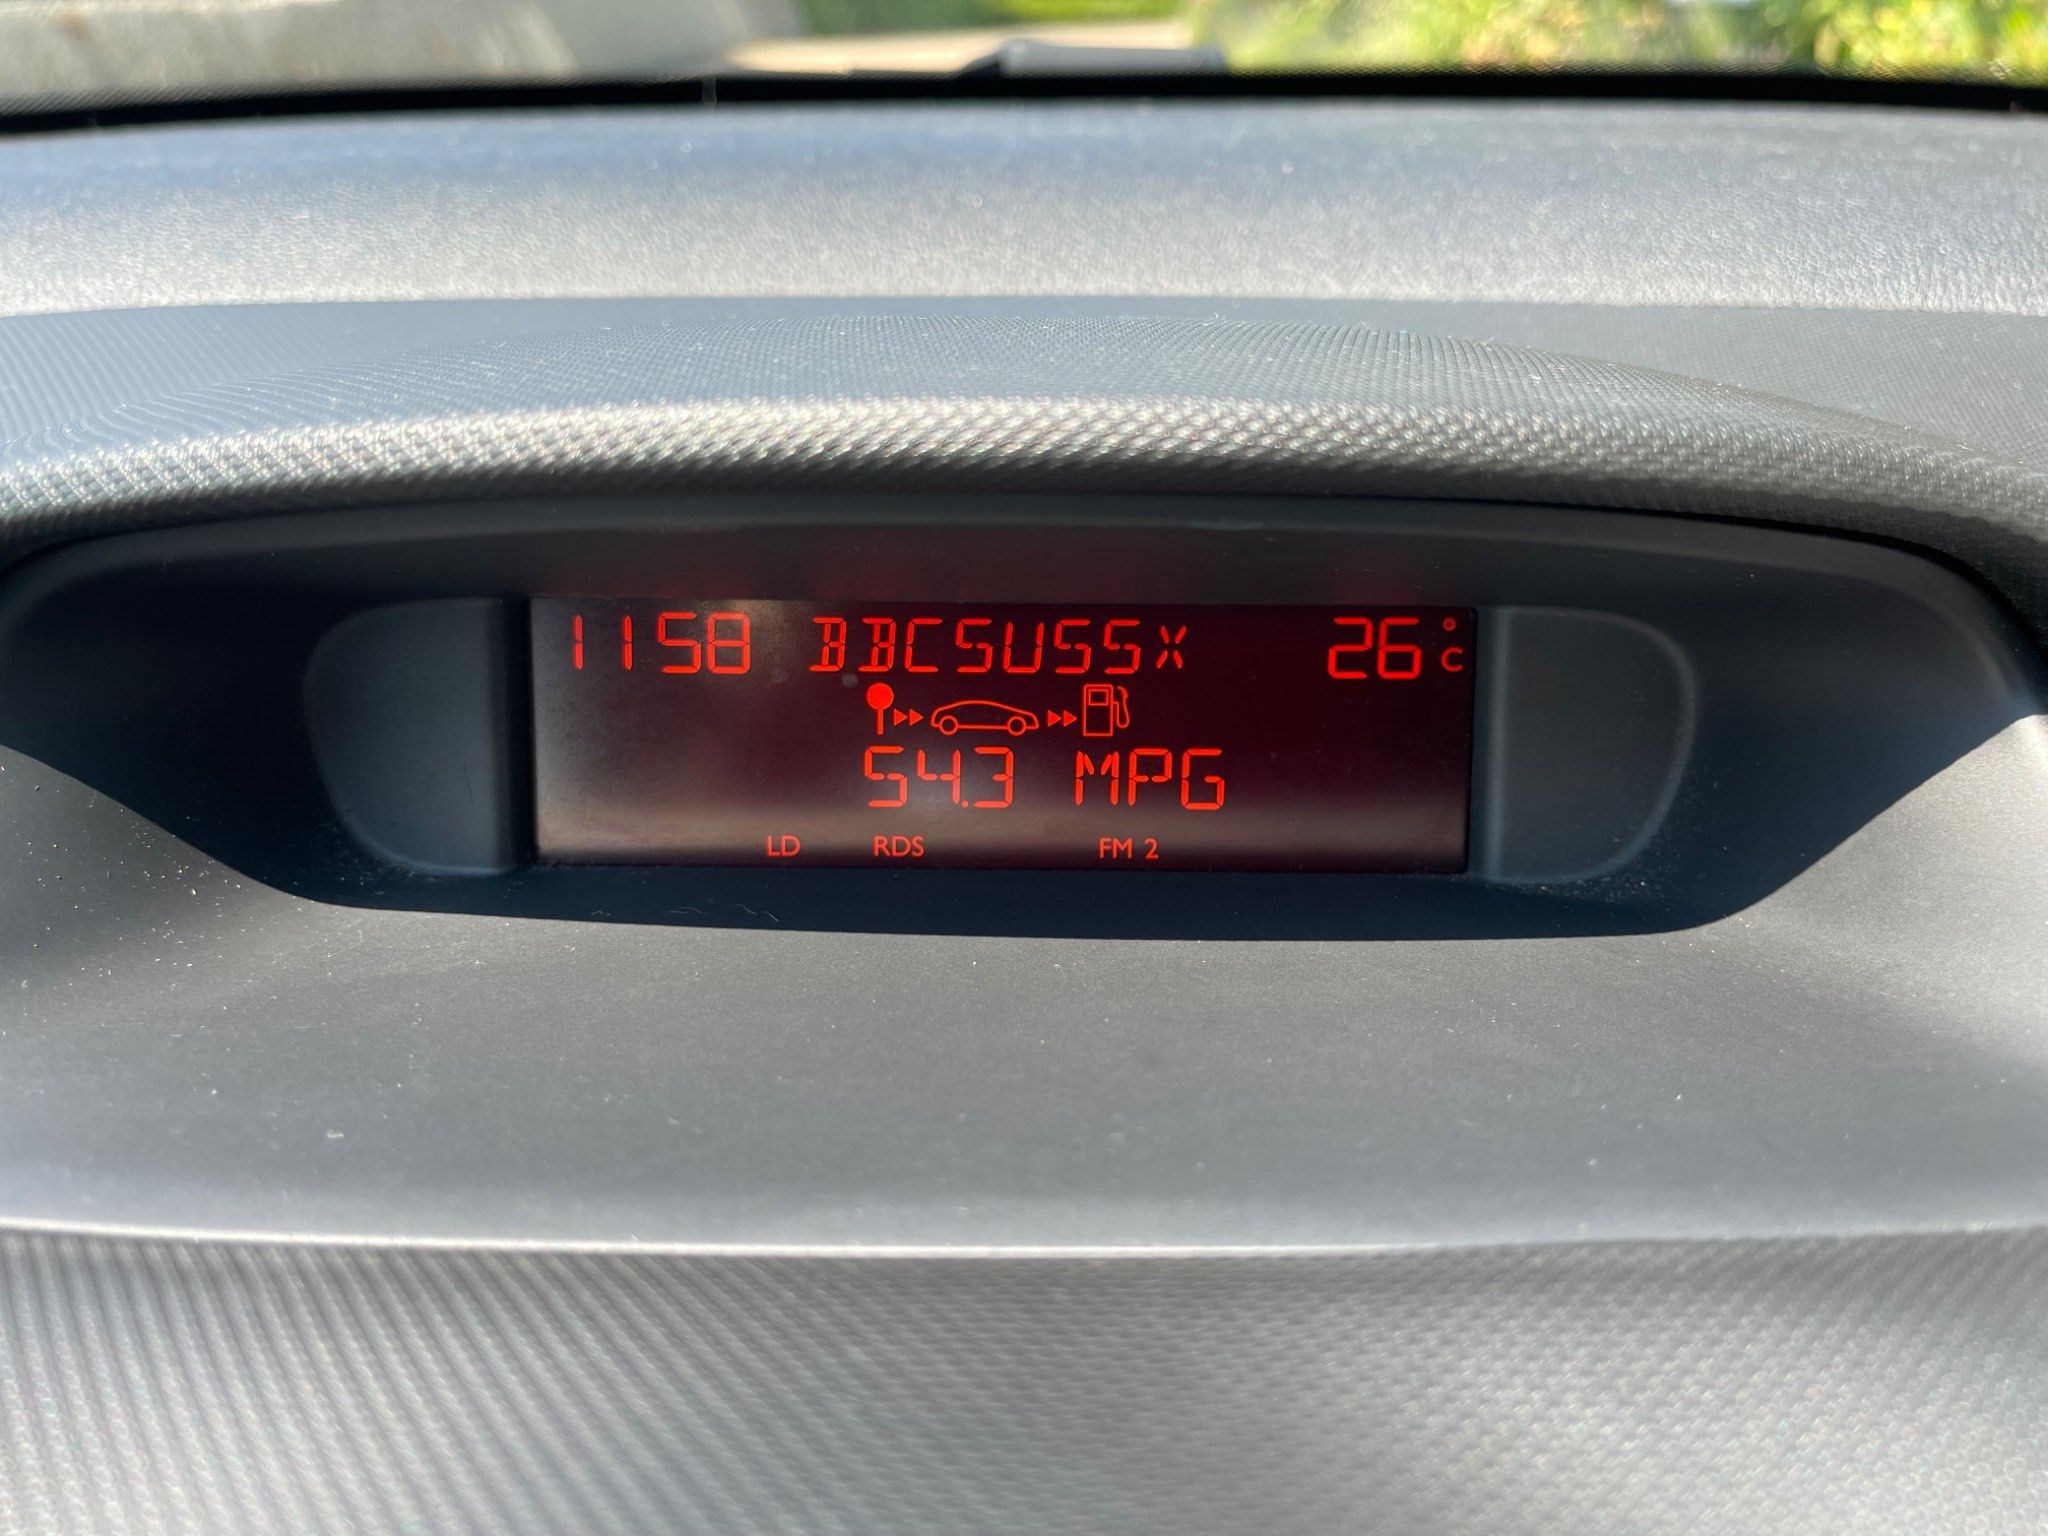 1158 BBCSUSSX 26°C
54.3 MPG
LD RDS FM 2